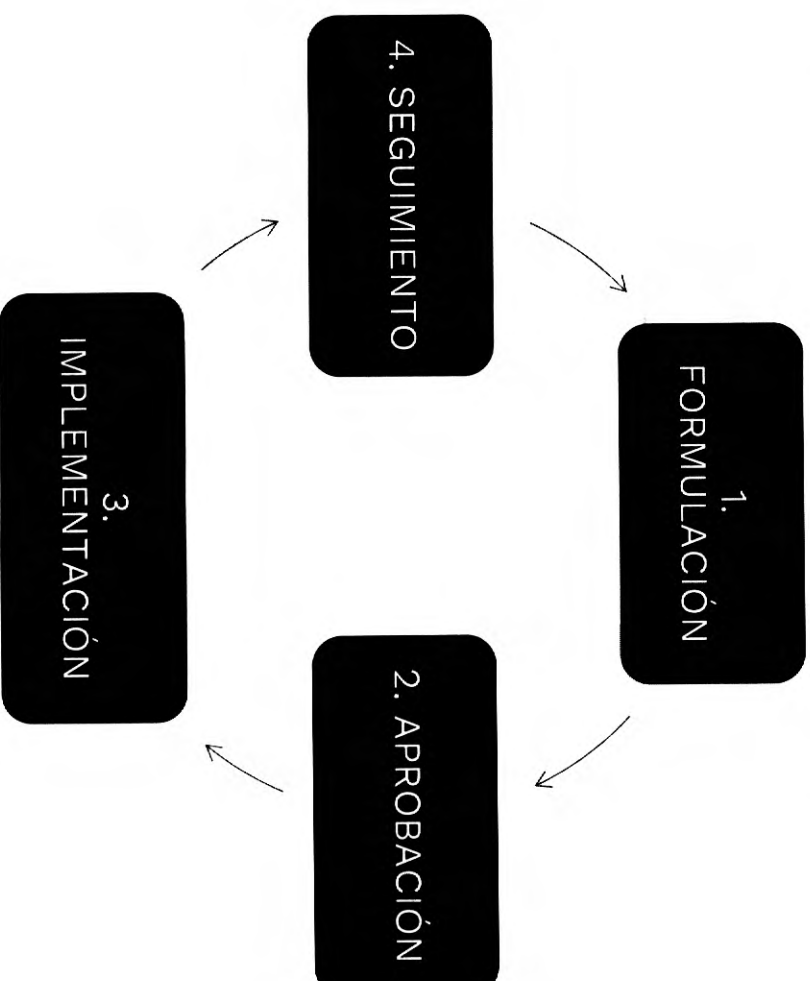 1.
FORMULACIÓN
2. APROBACIÓN
3.
IMPLEMENTACIÓN
4. SEGUIMIENTO